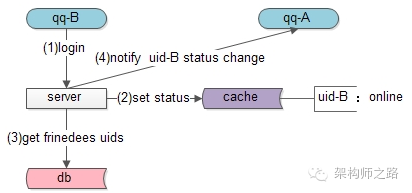 qq-B
qq-A
(1)login
(4)notify uid-B status change
server
(2)set status
cache
uid-B ：online
(3)get frinedees uids
db
架构师之路